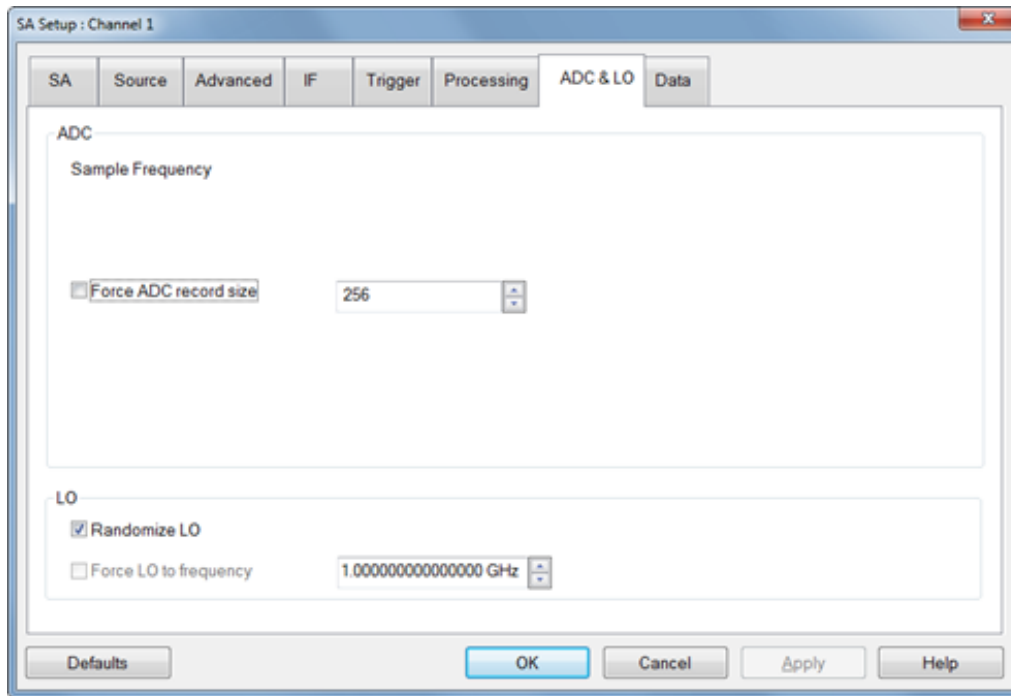 SA Setup : Channel 1
SA Source Advanced IF Trigger Processing ADC & LO Data
ADC
Sample Frequency
Force ADC record size 256
LO
Randomize LO
Force LO to frequency 1.000000000000000 GHz
Defaults OK Cancel Apply Help